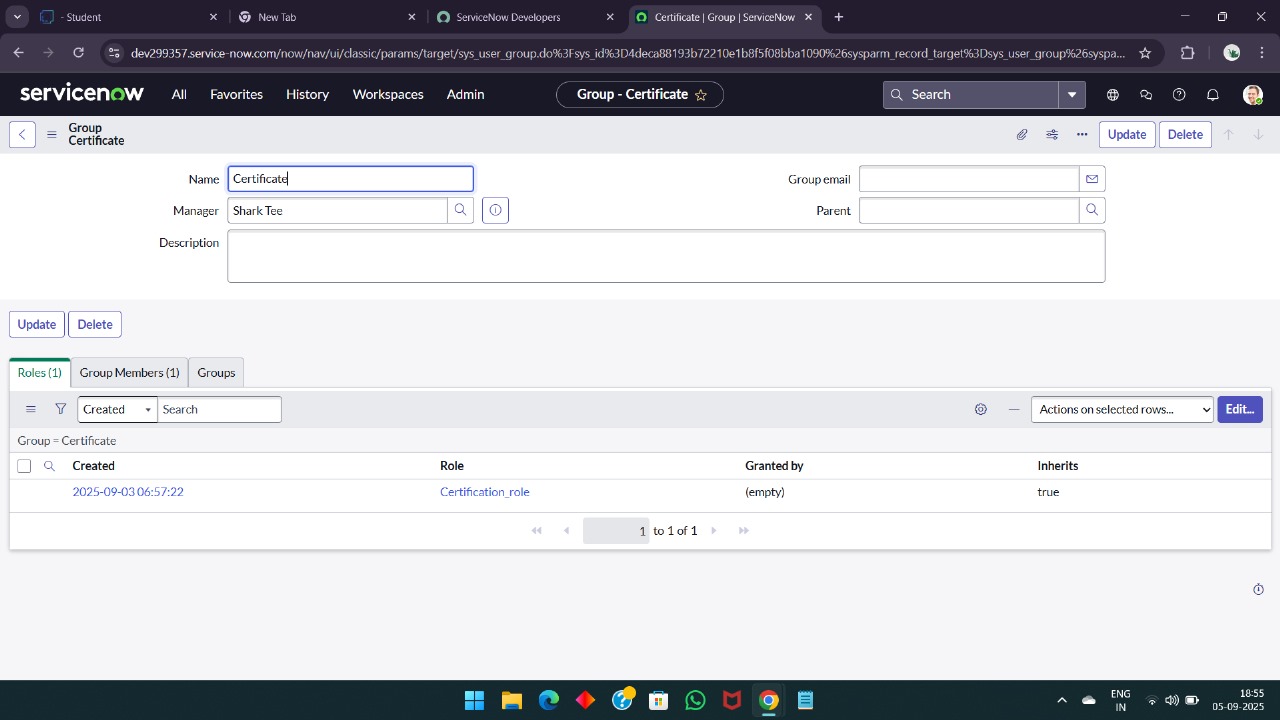 - Student
New Tab
ServiceNow Developers
Certificate | Group | ServiceNow
dev299357.service-now.com/now/nav/ui/classic/params/target/sys_user_group.do%3Fsys_id%3D4deca88193b72210e1b8f5f08bba1090%26sysparm_record_target%3Dsys_user_group%26syspa...
servicenow
All
Favorites
History
Workspaces
Admin
Group - Certificate
Search
Group
Certificate
Update
Delete
Name
Certificate
Group email
Manager
Shark Tee
Parent
Description
Update
Delete
Roles (1)
Group Members (1)
Groups
Created
Search
Actions on selected rows...
Edit...
Group = Certificate
Created
Role
Granted by
Inherits
2025-09-03 06:57:22
Certification_role
(empty)
true
1 to 1 of 1
ENG
IN
18:55
05-09-2025